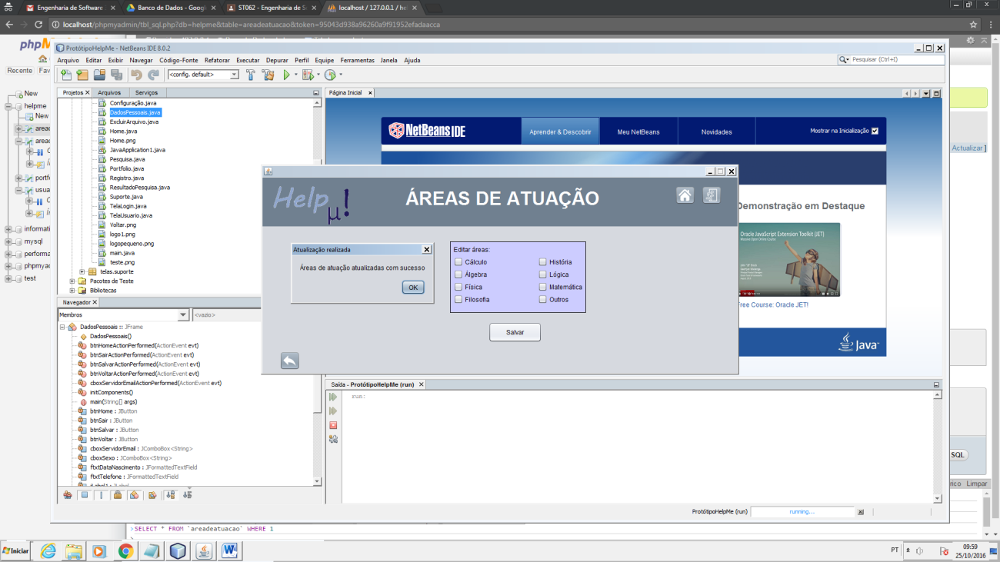 Engenharia de Software
Banco de Dados - Googl
ST062 - Engenharia de S
localhost / 127.0.0.1 / he
localhost/phpmyadmin/tbl_sql.php?db=helpme&table=areadeatuacao&token=95043d938a96260a9f91952efadaacca
Recente
New
helpme
New
area
area
portf
usua
informati
mysql
performa
phpmya
test
ProtótipoHelpMe - NetBeans IDE 8.0.2
Arquivo Editar Exibir Navegar Código-Fonte Refatorar Executar Depurar Perfil Equipe Ferramentas Janela Ajuda
Pesquisar (Ctrl+I)
<config. default>
Projetos Arquivos Serviços
Configuração.java
DadosPessoais.java
ExcluirArquivo.java
Home.java
Home.png
JavaApplication1.java
Pesquisa.java
Portfolio.java
Registro.java
ResultadoPesquisa.java
Suporte.java
TelaLogin.java
TelaUsuario.java
Voltar.png
logo1.png
logopequeno.png
main.java
teste.png
telas.suporte
Pacotes de Teste
Bibliotecas
Navegador
Membros
<vazio>
DadosPessoais :: JFrame
DadosPessoais()
btnHomeActionPerformed(ActionEvent evt)
btnSairActionPerformed(ActionEvent evt)
btnSalvarActionPerformed(ActionEvent evt)
btnVoltarActionPerformed(ActionEvent evt)
cboxServidorEmailActionPerformed(ActionEvent evt)
initComponents()
main(String[] args)
btnHome : JButton
btnSair : JButton
btnSalvar : JButton
btnVoltar : JButton
cboxServidorEmail : JComboBox<String>
cboxSexo : JComboBox<String>
ftxtDataNascimento : JFormattedTextField
ftxtTelefone : JFormattedTextField
Página Inicial
NetBeans IDE
Aprender & Descobrir
Meu NetBeans
Novidades
Mostrar na Inicialização
Demonstração em Destaque
Oracle JavaScript Extension Toolkit (JET)
Free Course: Oracle JET!
Java
Help µ!
ÁREAS DE ATUAÇÃO
Atualização realizada
Áreas de atuação atualizadas com sucesso
OK
Editar áreas:
Cálculo História
Álgebra Lógica
Física Matemática
Filosofia Outros
Salvar
Saída - ProtótipoHelpMe (run)
run:
ProtótipoHelpMe (run)
running...
Actualizar ]
SQL
rico Limpar
SELECT * FROM `areadeatuacao` WHERE 1
Iniciar
PT
09:59
25/10/2016